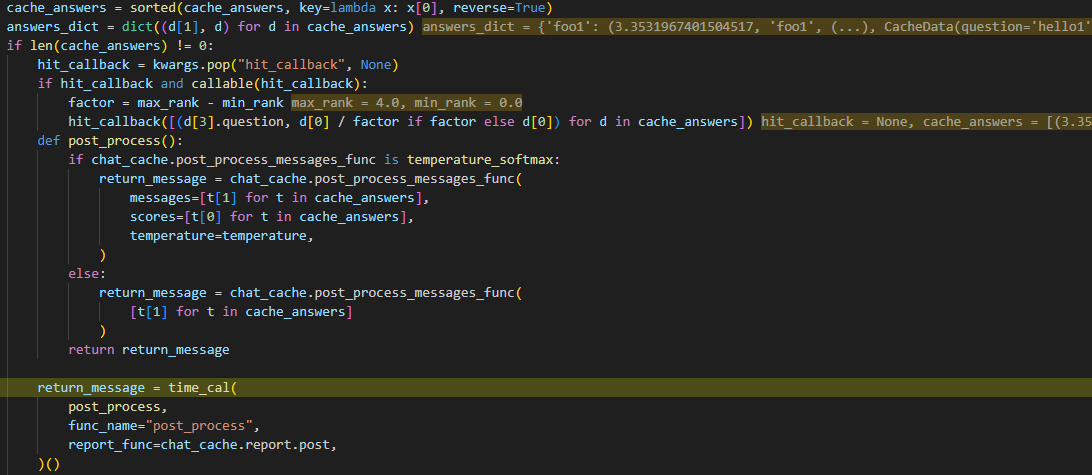 cache_answers = sorted(cache_answers, key=lambda x: x[0], reverse=True)
answers_dict = dict((d[1], d) for d in cache_answers) answers_dict = {'foo1': (3.3531967401504517, 'foo1', (...), CacheData(question='hello1'
if len(cache_answers) != 0:
    hit_callback = kwargs.pop("hit_callback", None)
    if hit_callback and callable(hit_callback):
        factor = max_rank - min_rank max_rank = 4.0, min_rank = 0.0
        hit_callback([(d[3].question, d[0] / factor if factor else d[0]) for d in cache_answers]) hit_callback = None, cache_answers = [(3.35
    def post_process():
        if chat_cache.post_process_messages_func is temperature_softmax:
            return_message = chat_cache.post_process_messages_func(
                messages=[t[1] for t in cache_answers],
                scores=[t[0] for t in cache_answers],
                temperature=temperature,
            )
        else:
            return_message = chat_cache.post_process_messages_func(
                [t[1] for t in cache_answers]
            )
        return return_message
    return_message = time_cal(
        post_process,
        func_name="post_process",
        report_func=chat_cache.report.post,
    )()